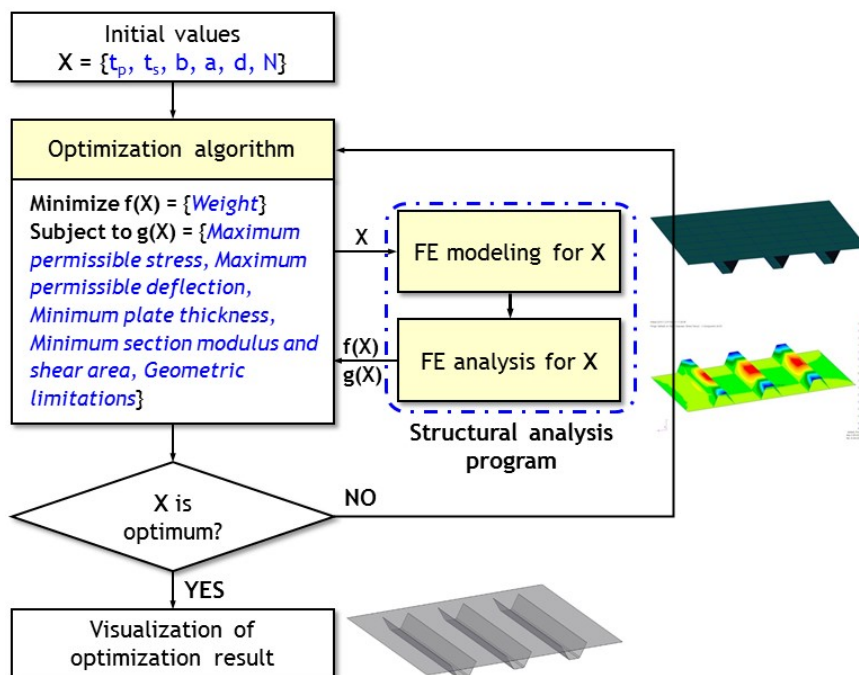 Initial values
X = {tp, ts, b, a, d, N}
Optimization algorithm
Minimize f(X) = {Weight}
Subject to g(X) = {Maximum
permissible stress, Maximum
permissible deflection,
Minimum plate thickness,
Minimum section modulus and
shear area, Geometric
limitations}
X
FE modeling for X
f(X)
g(X)
FE analysis for X
Structural analysis
program
X is
optimum?
NO
YES
Visualization of
optimization result